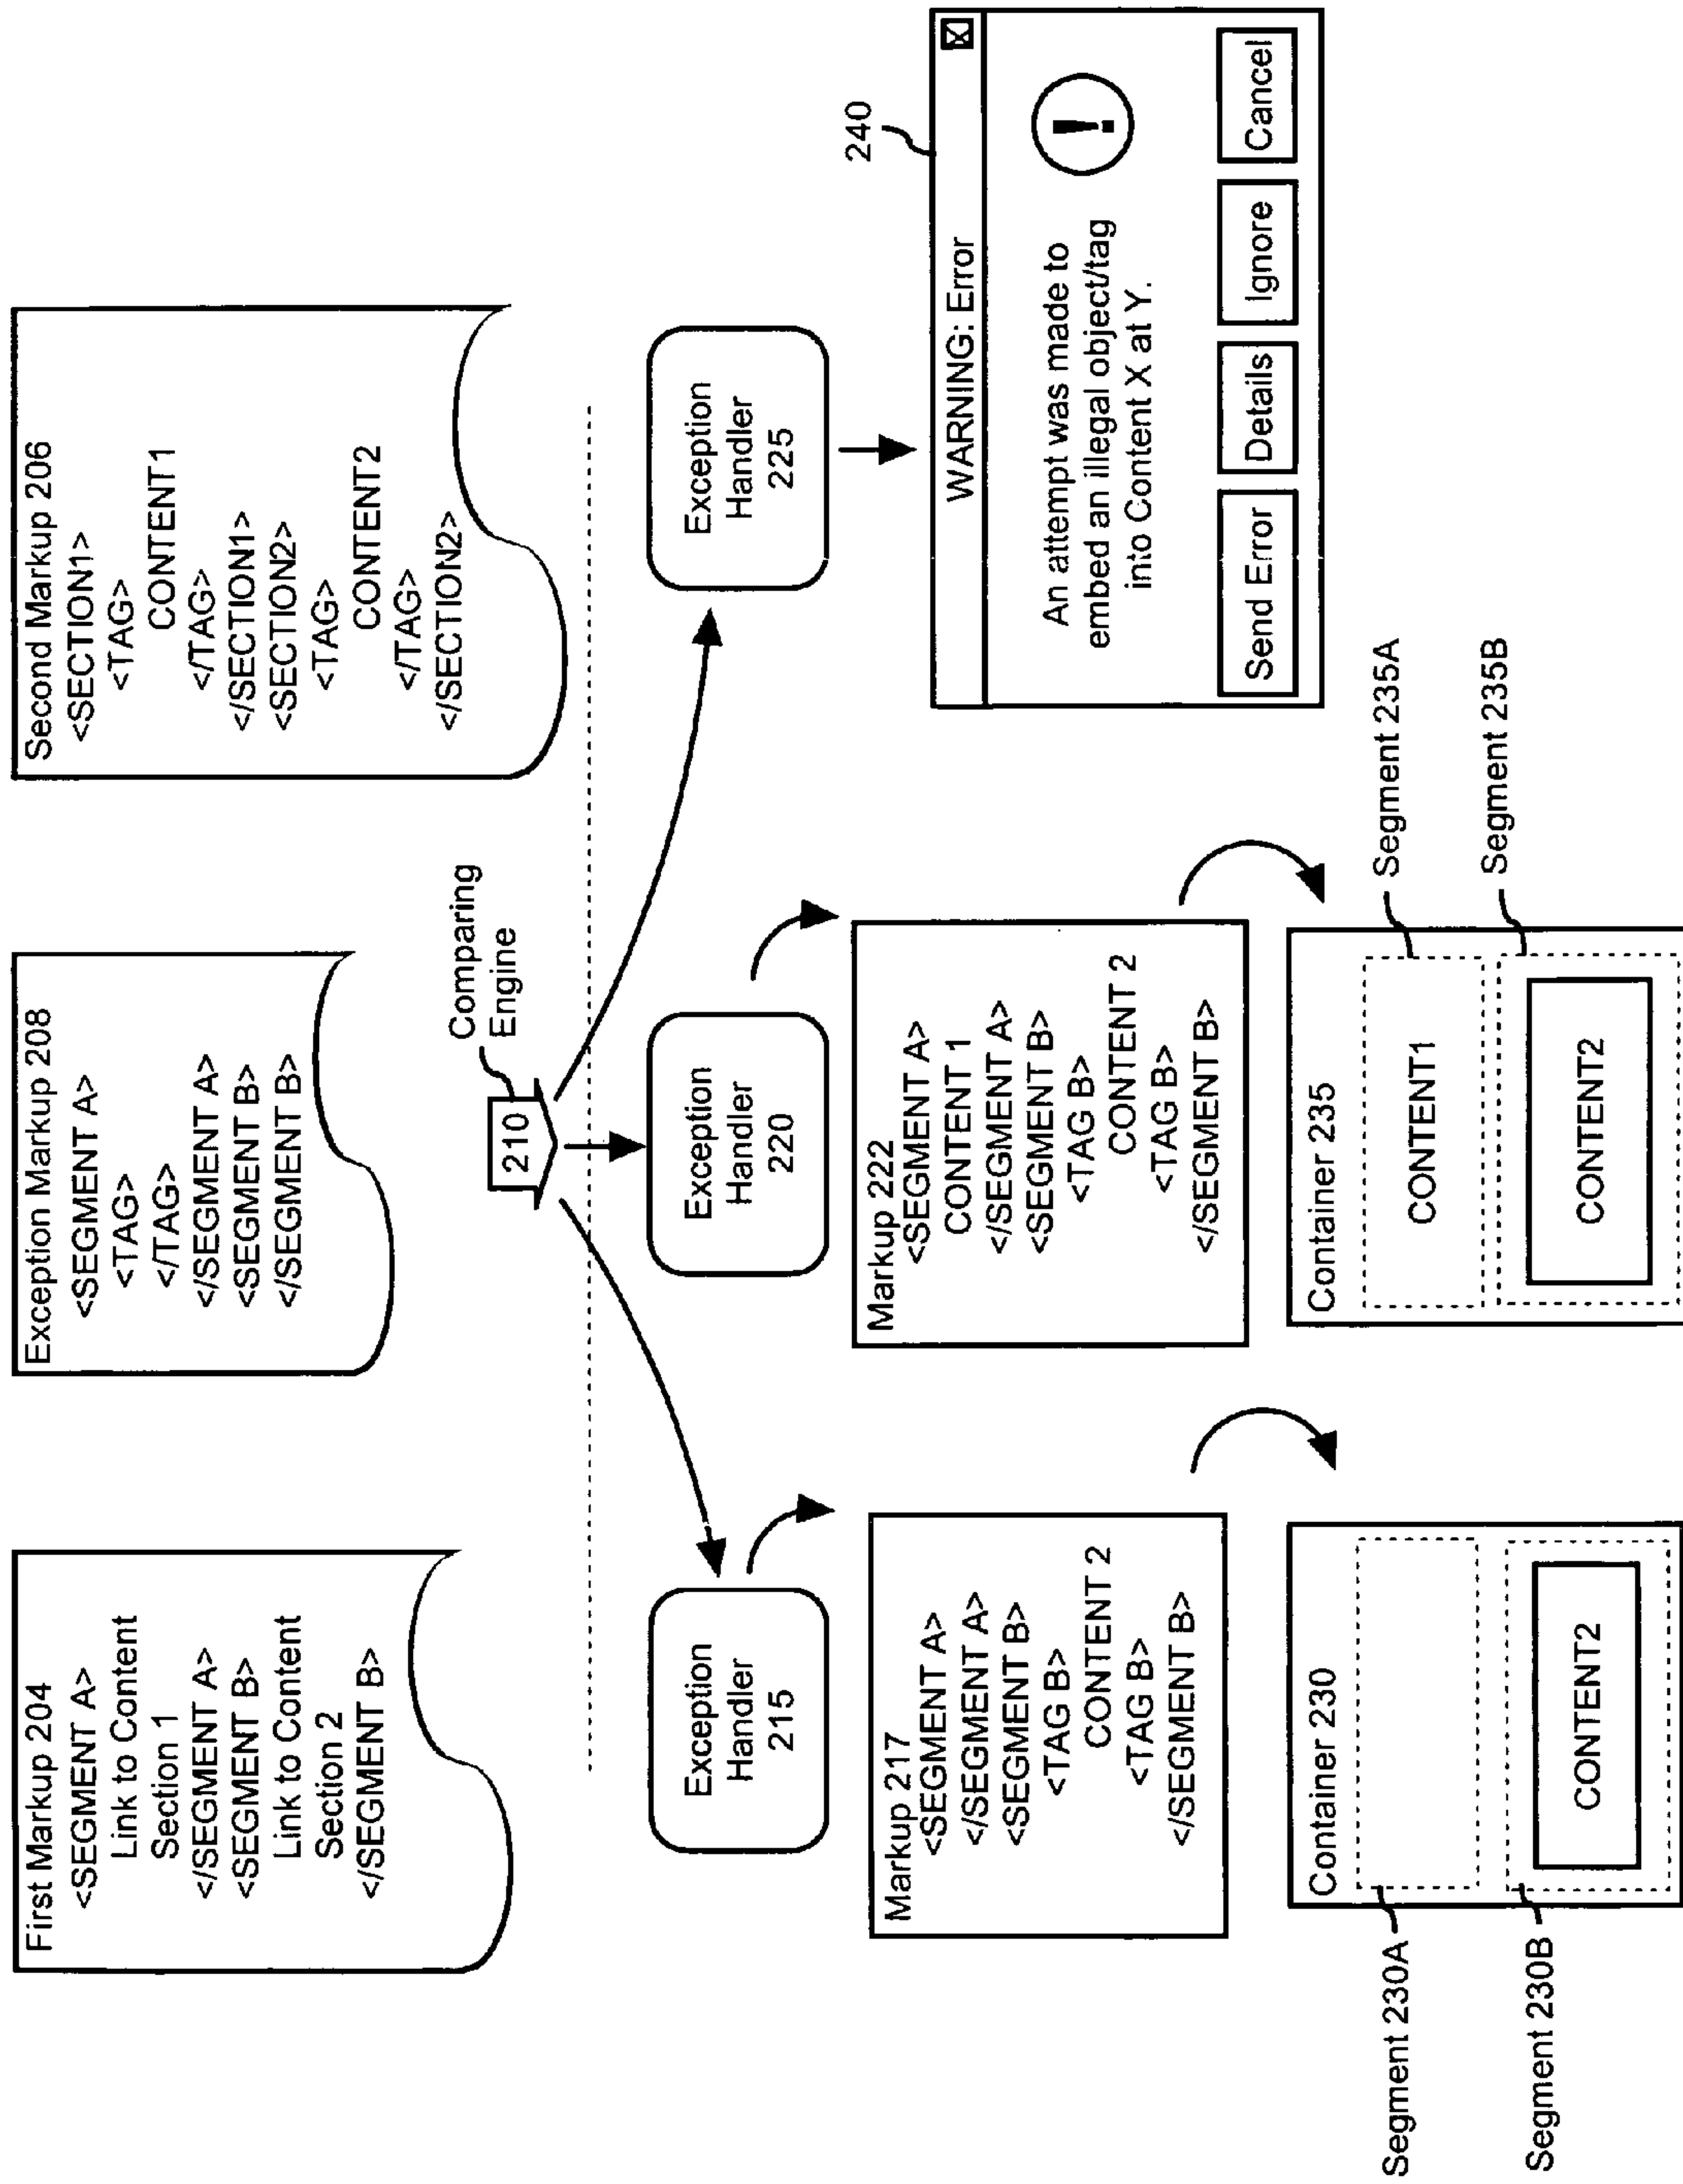 First Markup 204
<SEGMENT A>
Link to Content
Section 1
</SEGMENT A>
<SEGMENT B>
Link to Content
Section 2
</SEGMENT B>
Exception Markup 208
<SEGMENT A>
<TAG>
</TAG>
</SEGMENT A>
<SEGMENT B>
</SEGMENT B>
Second Markup 206
<SECTION1>
<TAG>
CONTENT1
</TAG>
</SECTION1>
<SECTION2>
<TAG>
CONTENT2
</TAG>
</SECTION2>
210
Comparing
Engine
Exception
Handler
215
Exception
Handler
220
Exception
Handler
225
Markup 217
<SEGMENT A>
</SEGMENT A>
<SEGMENT B>
<TAG B>
CONTENT 2
<TAG B>
</SEGMENT B>
Markup 222
<SEGMENT A>
CONTENT 1
</SEGMENT A>
<SEGMENT B>
<TAG B>
CONTENT 2
<TAG B>
</SEGMENT B>
240
WARNING: Error
X
An attempt was made to
embed an illegal object/tag
into Content X at Y.
!
Send Error
Details
Ignore
Cancel
Container 230
CONTENT2
Segment 230A
Segment 230B
Container 235
CONTENT1
CONTENT2
Segment 235A
Segment 235B